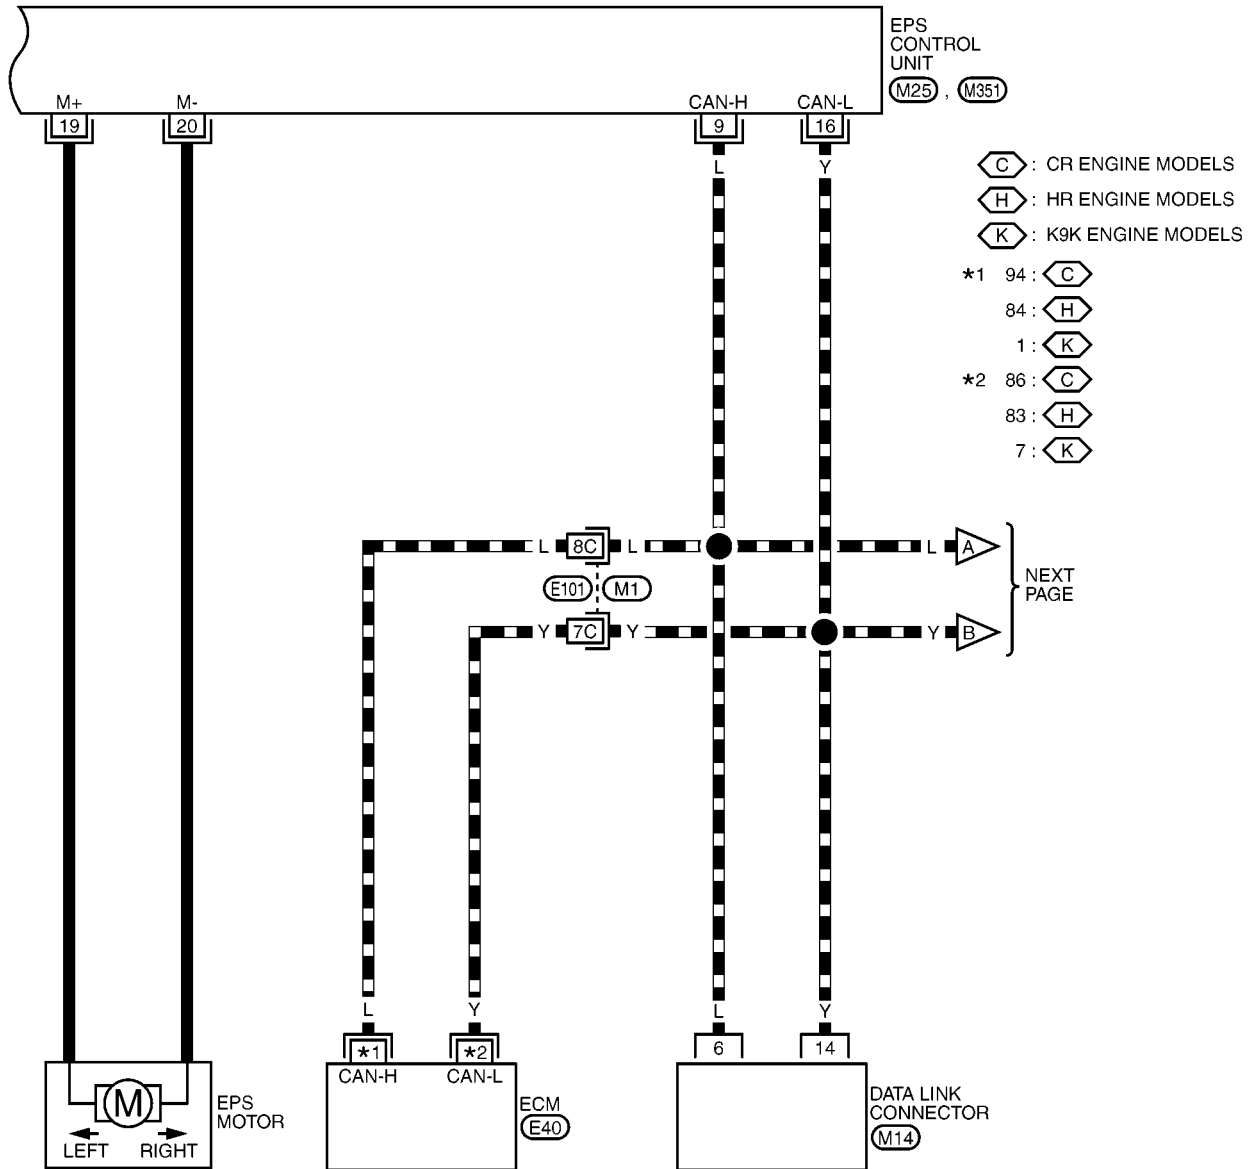 EPS
CONTROL
UNIT
M25 , M351
M+
M-
CAN-H
CAN-L
19
20
9
16
L
Y
C : CR ENGINE MODELS
H : HR ENGINE MODELS
K : K9K ENGINE MODELS
*1 94 : C
84 : H
1 : K
*2 86 : C
83 : H
7 : K
L
8C
L
L
A
E101
M1
NEXT
PAGE
Y
7C
Y
Y
B
L
Y
L
Y
*1
*2
6
14
CAN-H
CAN-L
M
LEFT
RIGHT
EPS
MOTOR
ECM
E40
DATA LINK
CONNECTOR
M14